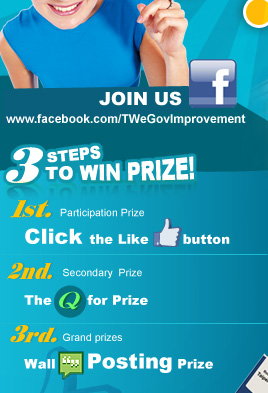 JOIN US f
www.facebook.com/TWeGovImprovement
3 STEPS
TO WIN PRIZE!
1st. Participation Prize
Click the Like button
2nd. Secondary Prize
The Q for Prize
3rd. Grand prizes
Wall Posting Prize